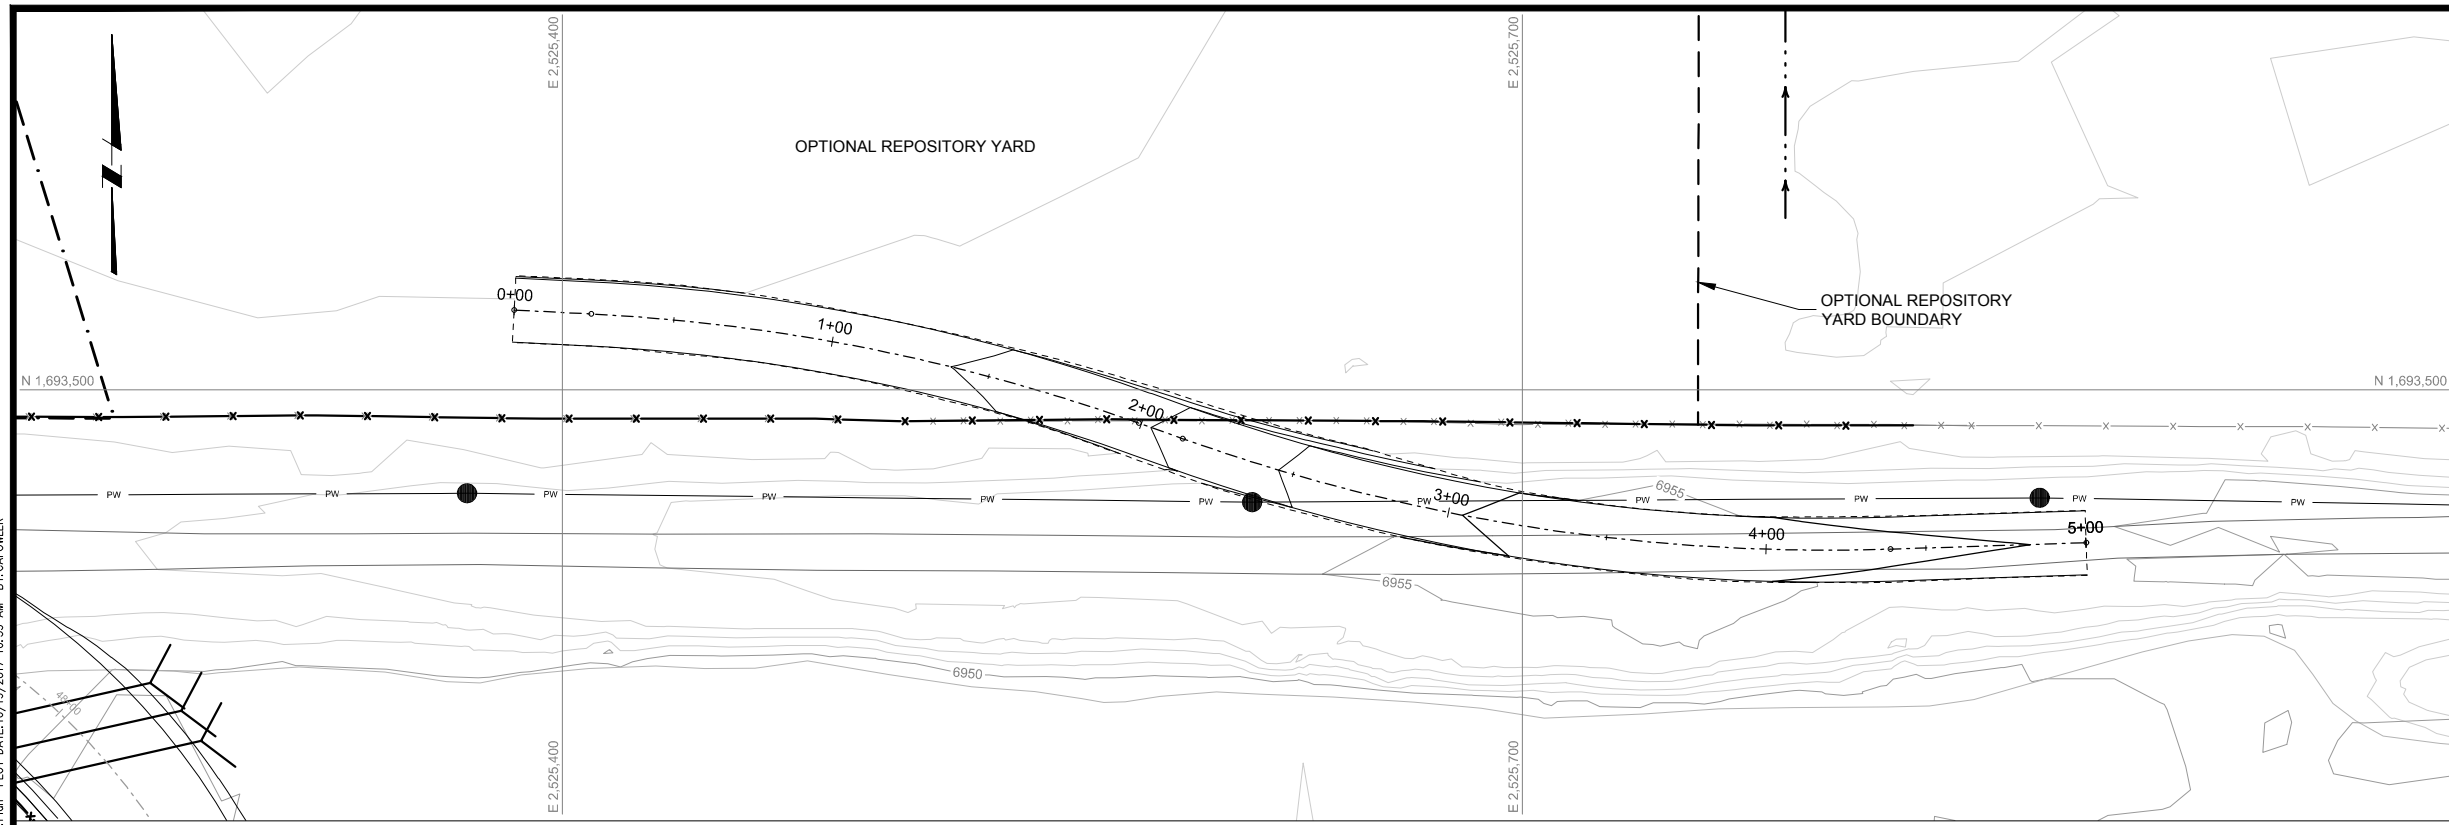 E 2,525,400
E 2,525,700
OPTIONAL REPOSITORY YARD
0+00
1+00
OPTIONAL REPOSITORY
YARD BOUNDARY
N 1,693,500
N 1,693,500
2+00
X X X X X X X X
PW PW PW PW PW PW PW PW PW PW PW
3+00
6955
4+00
5+00
6955
6950
E 2,525,400
E 2,525,700